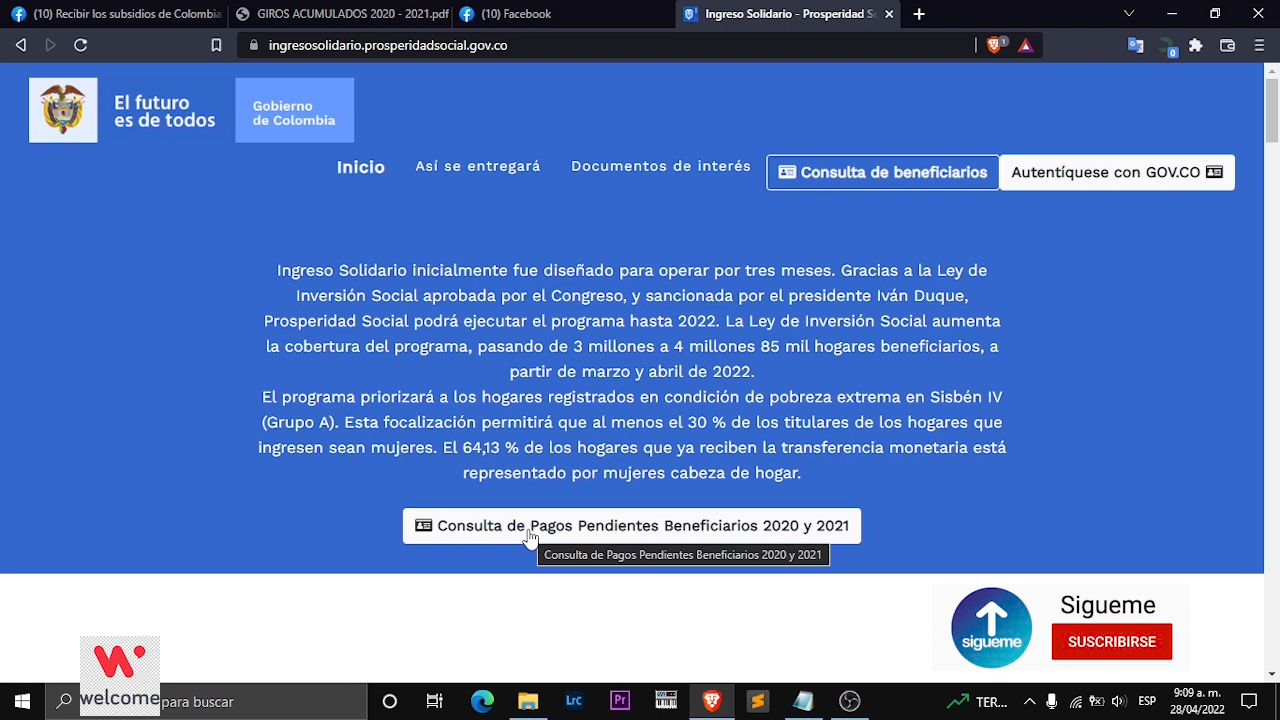 (10) Recibir los subsidios de Colombia
GIROS ACUMULADOS 2020 - 2021.pdf
(10) Facebook
Ingreso Solidario - Prosperidad So
ingresosolidario.prosperidadsocial.gov.co
1
0
El futuro
es de todos
Gobierno
de Colombia
Inicio
Así se entregará
Documentos de interés
Consulta de beneficiarios
Autentíquese con GOV.CO
Ingreso Solidario inicialmente fue diseñado para operar por tres meses. Gracias a la Ley de
Inversión Social aprobada por el Congreso, y sancionada por el presidente Iván Duque,
Prosperidad Social podrá ejecutar el programa hasta 2022. La Ley de Inversión Social aumenta
la cobertura del programa, pasando de 3 millones a 4 millones 85 mil hogares beneficiarios, a
partir de marzo y abril de 2022.
El programa priorizará a los hogares registrados en condición de pobreza extrema en Sisbén IV
(Grupo A). Esta focalización permitirá que al menos el 30 % de los titulares de los hogares que
ingresen sean mujeres. El 64,13 % de los hogares que ya reciben la transferencia monetaria está
representado por mujeres cabeza de hogar.
Consulta de Pagos Pendientes Beneficiarios 2020 y 2021
Consulta de Pagos Pendientes Beneficiarios 2020 y 2021
sigueme
Sigueme
SUSCRIBIRSE
welcome
para buscar
Lrc
Pr
TER...
ESP
9:09 a. m.
28/04/2022